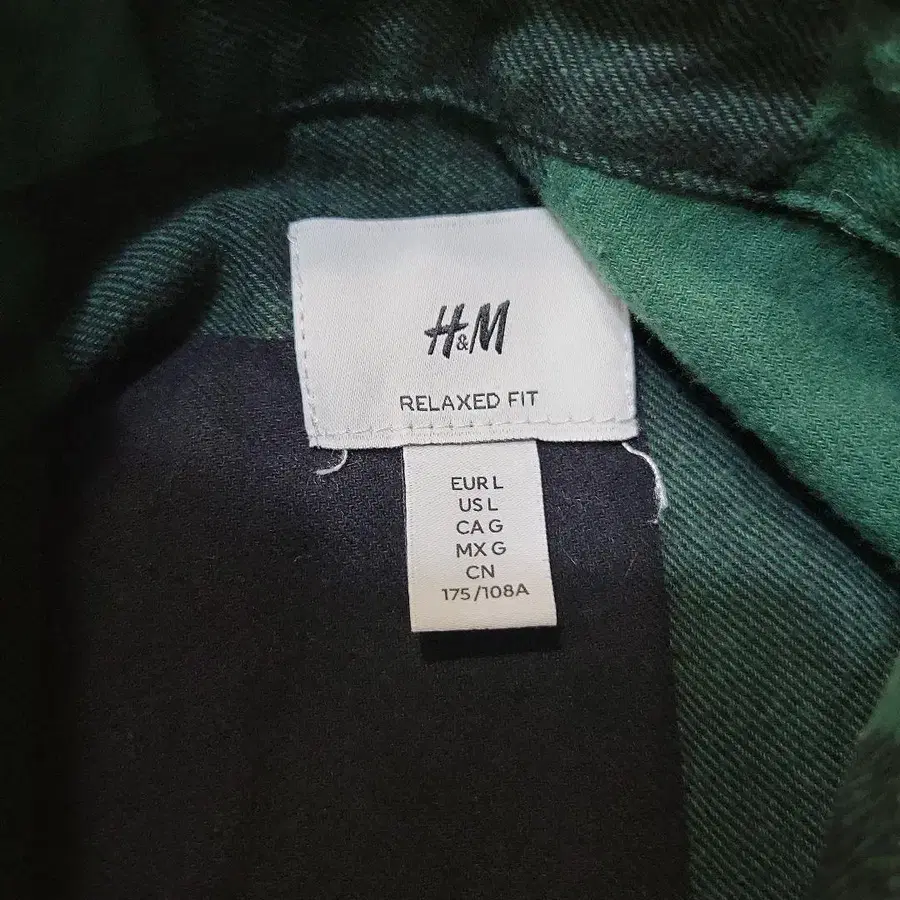 H&M
RELAXED FIT
EUR L
US L
CA G
MX G
CN
175/108A